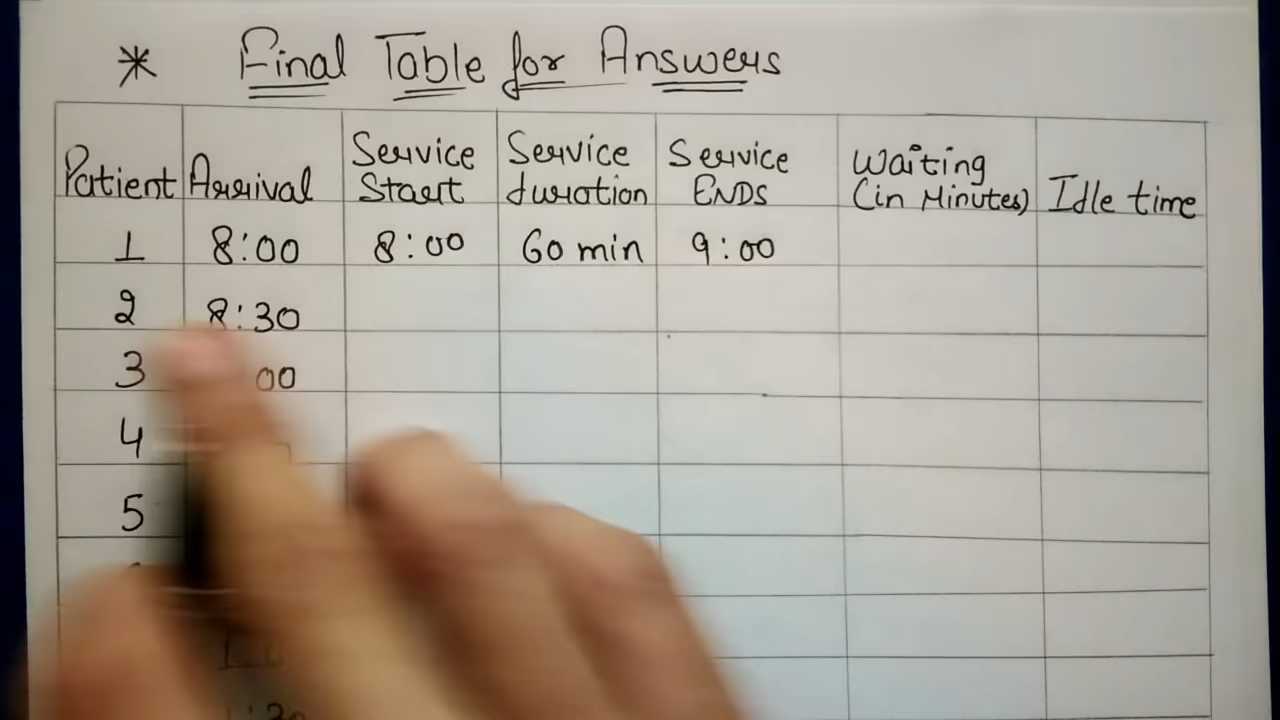 * Final Table for Answers
Patient Arrival Service Start Service duration Service ENDS Waiting (in Minutes) Idle time
1 8:00 8:00 60 min 9:00
2 8:30
3 00
4
5